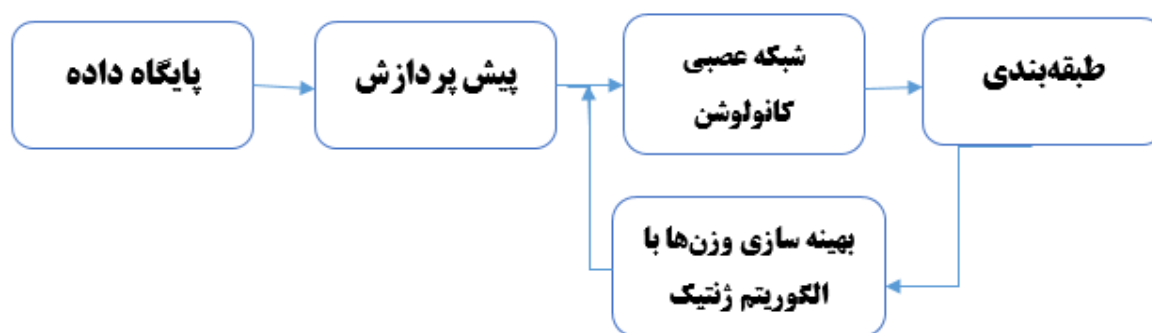 پایگاه داده
پیش پردازش
شبکه عصبی
کانولوشن
طبقه‌بندی
بهینه سازی وزن‌ها با
الگوریتم ژنتیک